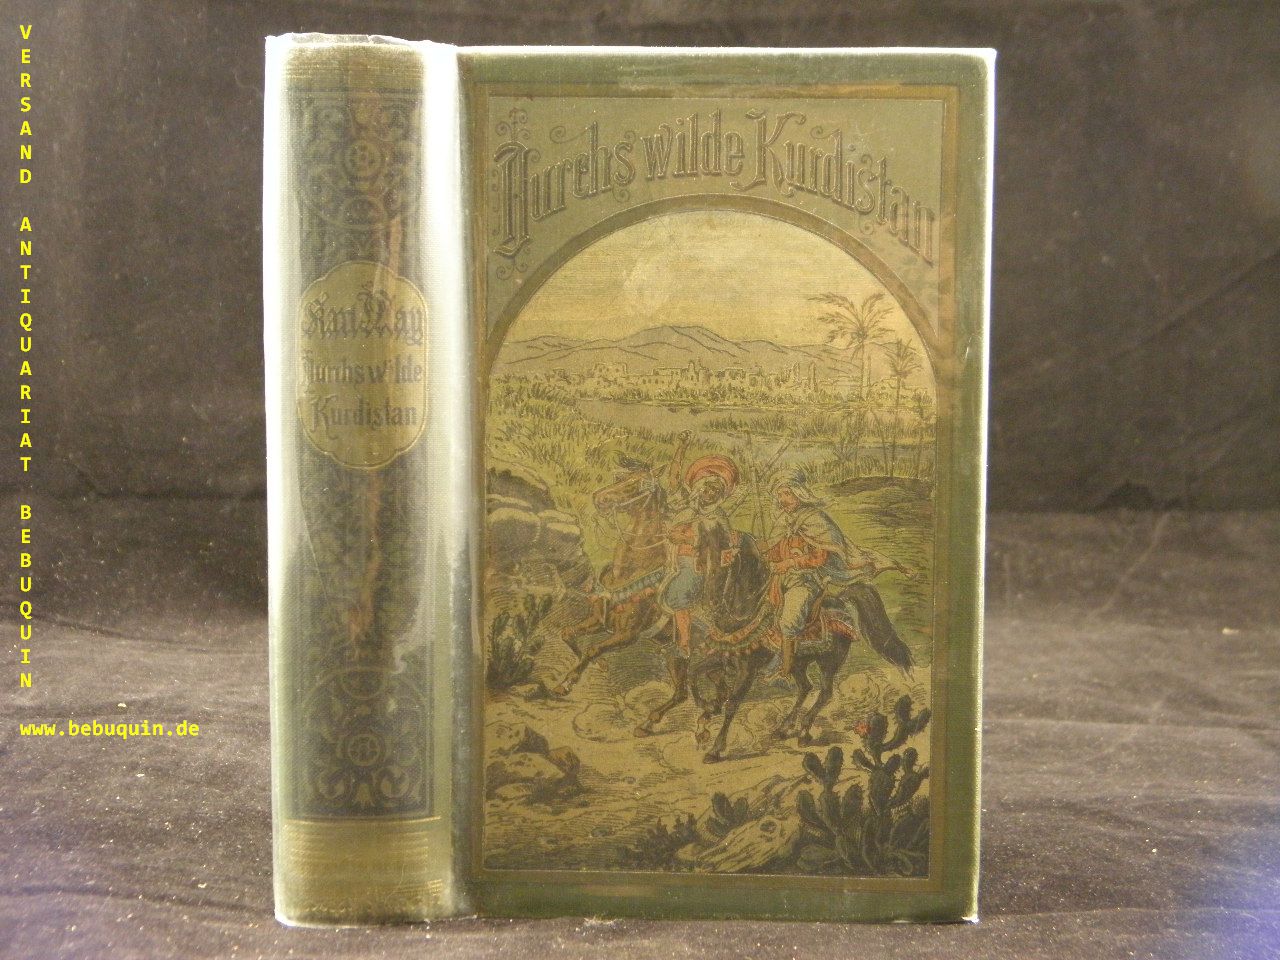 VERSAND ANTIQUARIAT BEBUQUIN
www.bebuquin.de
Karl May
Durchs wilde
Kurdistan
Durchs wilde Kurdistan